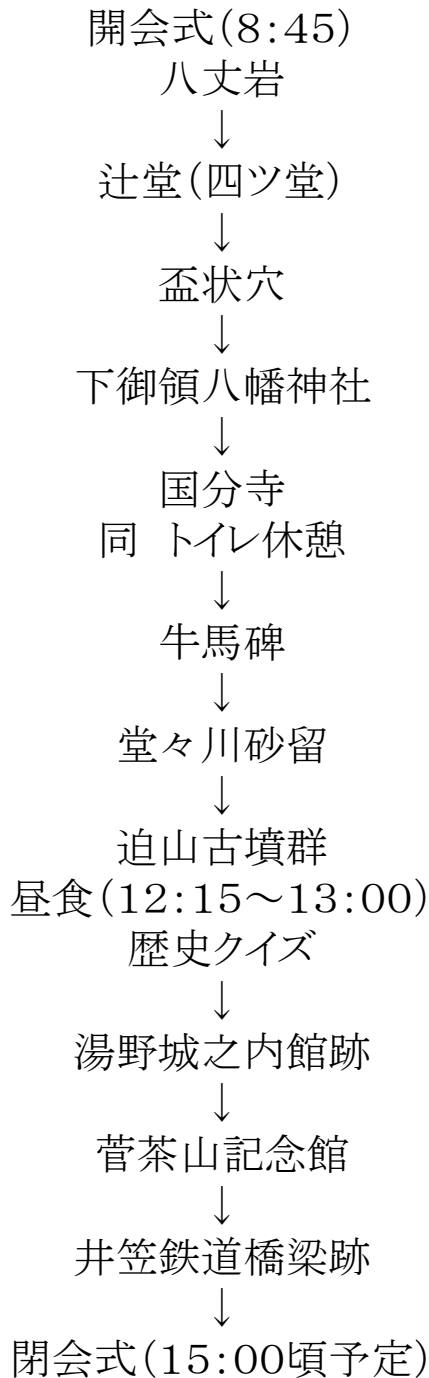 開会式(8:45)
八丈岩
↓
辻堂(四ツ堂)
↓
盃状穴
↓
下御領八幡神社
↓
国分寺
同 トイレ休憩
↓
牛馬碑
↓
堂々川砂留
↓
迫山古墳群
昼食(12:15～13:00)
歴史クイズ
↓
湯野城之内館跡
↓
菅茶山記念館
↓
井笠鉄道橋梁跡
↓
閉会式(15:00頃予定)